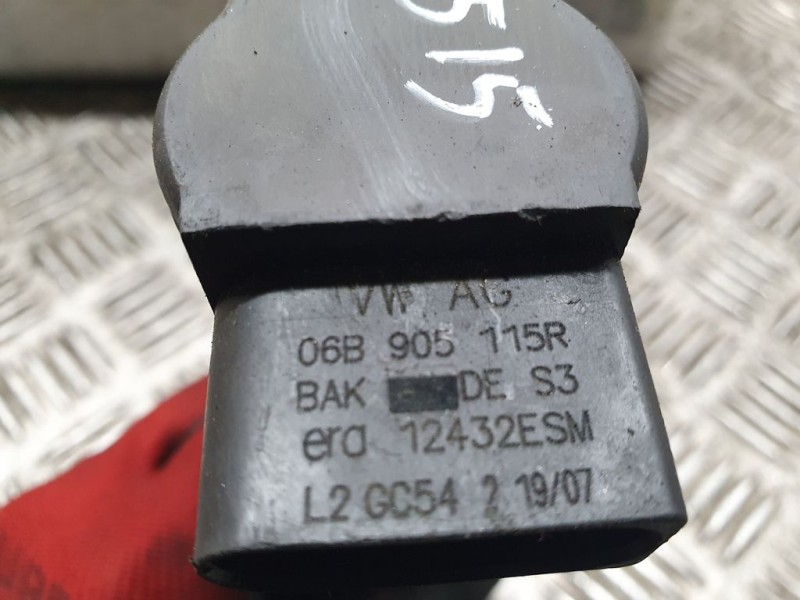 515
VW AG
06B 905 115R
BAK DE S3
era 12432ESM
L2 GC54 2 19/07